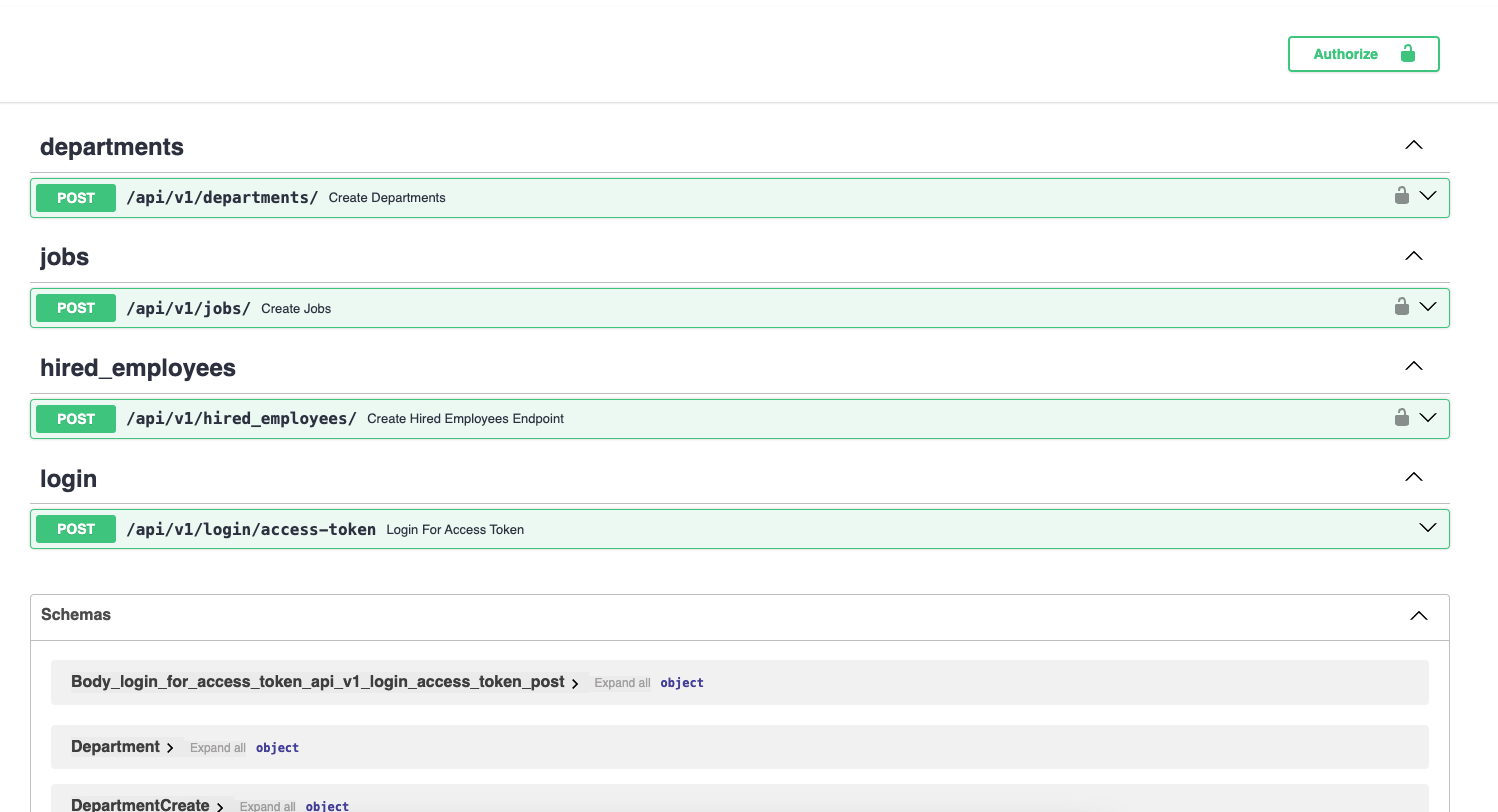 Authorize
departments
POST /api/v1/departments/ Create Departments
jobs
POST /api/v1/jobs/ Create Jobs
hired_employees
POST /api/v1/hired_employees/ Create Hired Employees Endpoint
login
POST /api/v1/login/access-token Login For Access Token
Schemas
Body_login_for_access_token_api_v1_login_access_token_post Expand all object
Department Expand all object
DepartmentCreate Expand all object